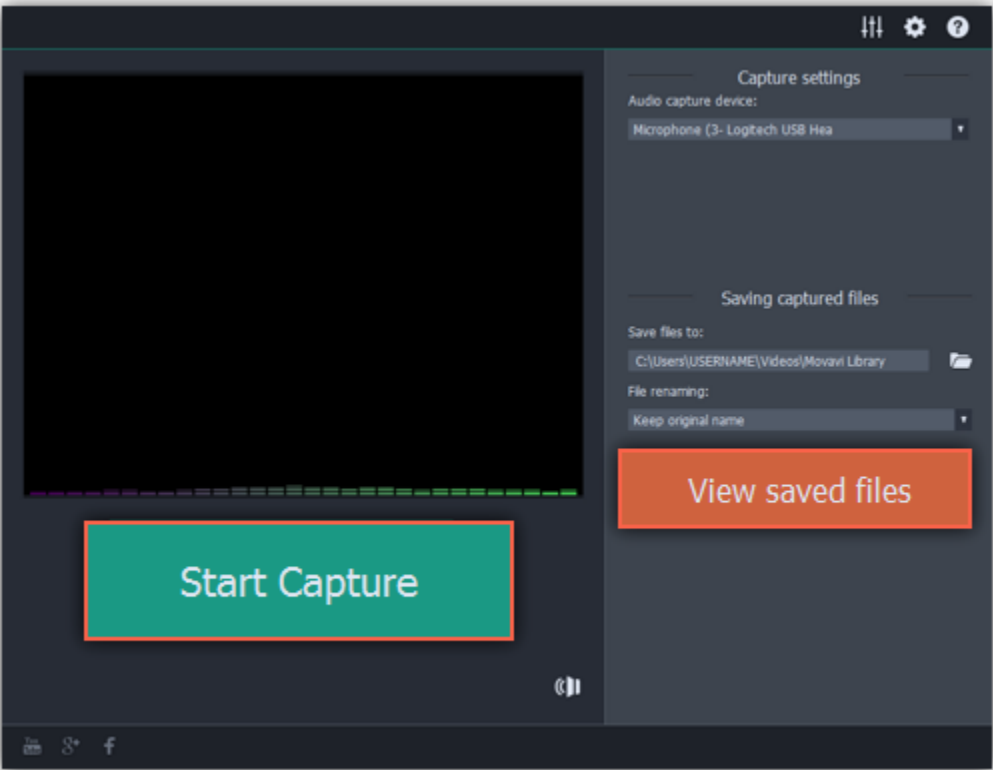 Capture settings
Audio capture device:
Microphone (3- Logitech USB Hea
Saving captured files
Save files to:
C:\Users\USERNAME\Videos\Movavi Library
File renaming:
Keep original name
View saved files
Start Capture